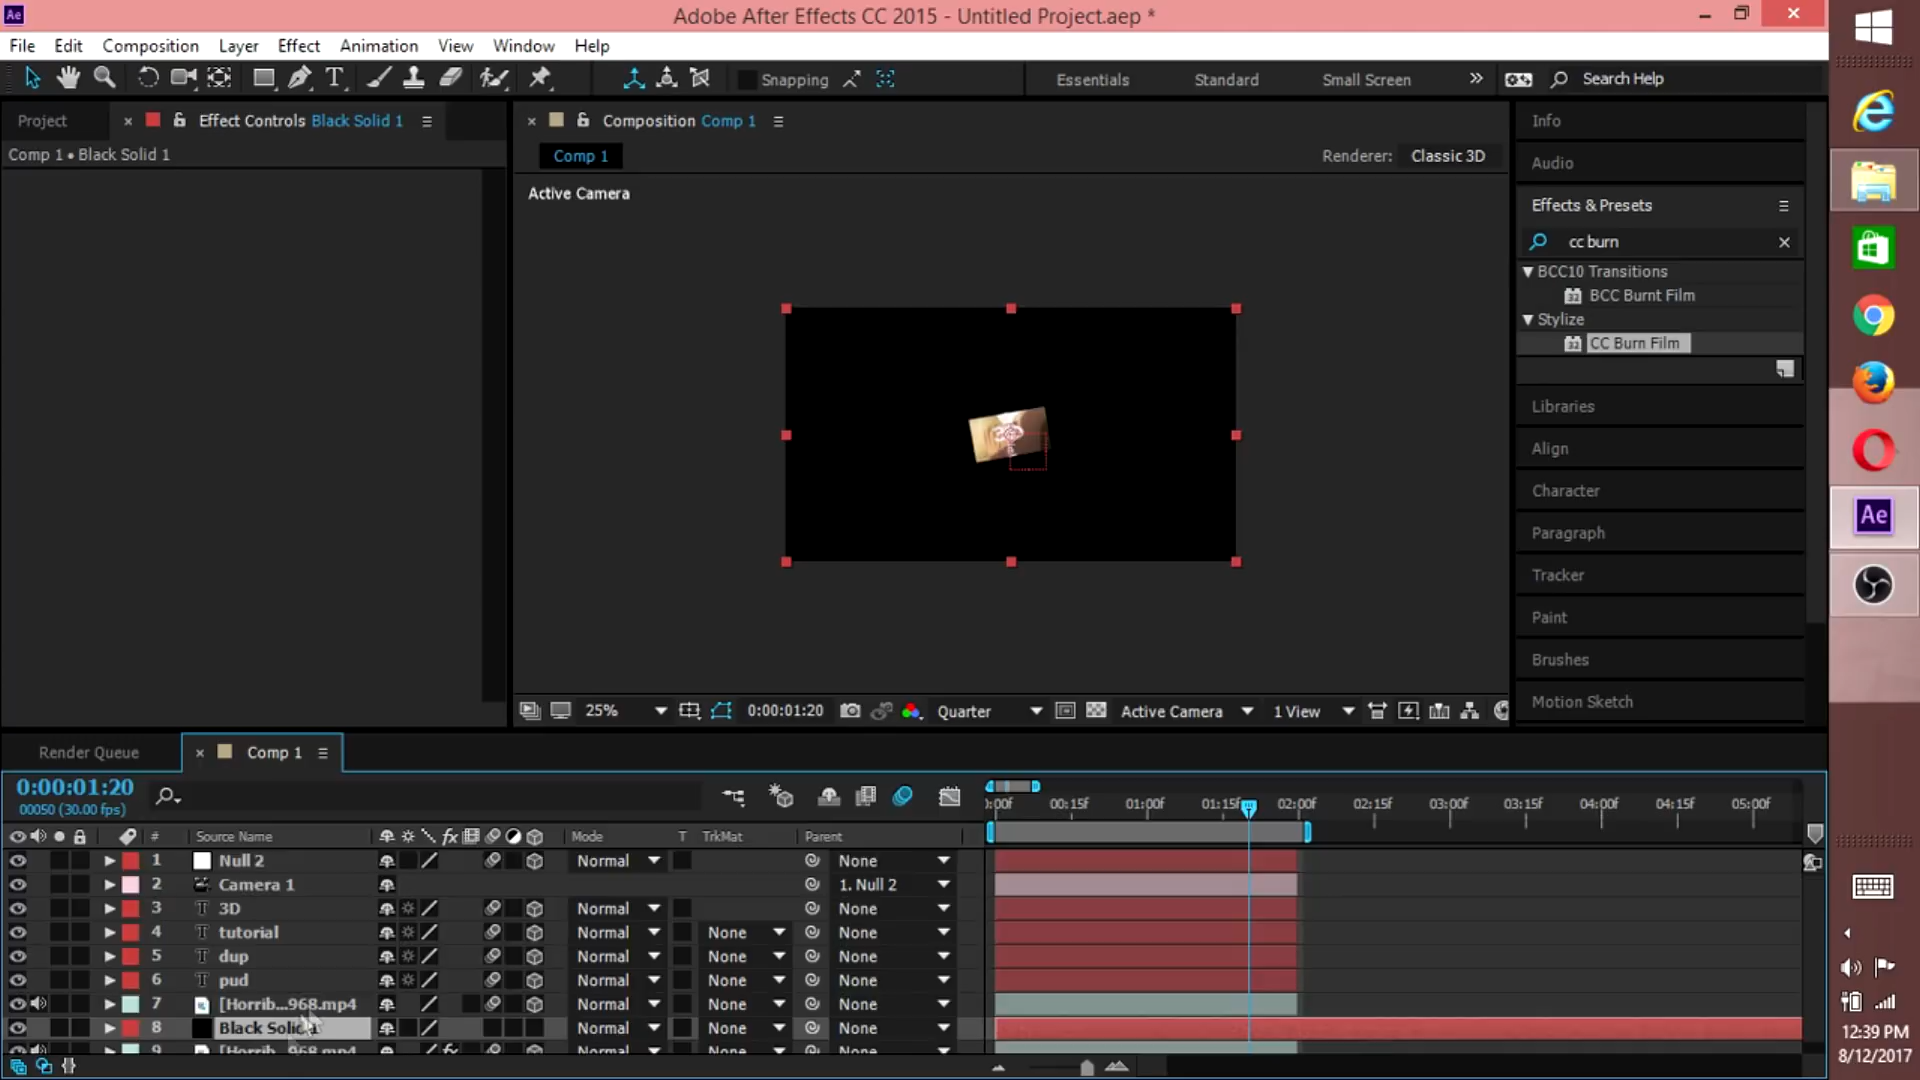 Ae
Adobe After Effects CC 2015 - Untitled Project.aep *
File Edit Composition Layer Effect Animation View Window Help
Snapping
Essentials Standard Small Screen
Search Help
Project
Effect Controls Black Solid 1
Comp 1 • Black Solid 1
Composition Comp 1
Comp 1
Renderer: Classic 3D
Active Camera
Info
Audio
Effects & Presets
cc burn
BCC10 Transitions
32 BCC Burnt Film
Stylize
32 CC Burn Film
Libraries
Align
Character
Paragraph
Tracker
Paint
Brushes
Motion Sketch
25% 0:00:01:20 Quarter Active Camera 1 View
Render Queue
Comp 1
0:00:01:20
00050 (30.00 fps)
# Source Name fx Mode T TrkMat Parent
:00f 00:15f 01:00f 01:15f 02:00f 02:15f 03:00f 03:15f 04:00f 04:15f 05:00f
1 Null 2 Normal None
2 Camera 1 1. Null 2
3 3D Normal None
4 tutorial Normal None None
5 dup Normal None None
6 pud Normal None None
7 [Horrib...968.mp4 Normal None None
8 Black Solid 1 Normal None None
9 [Horrib...968.mp4 fx Normal None None
Ae
12:39 PM
8/12/2017